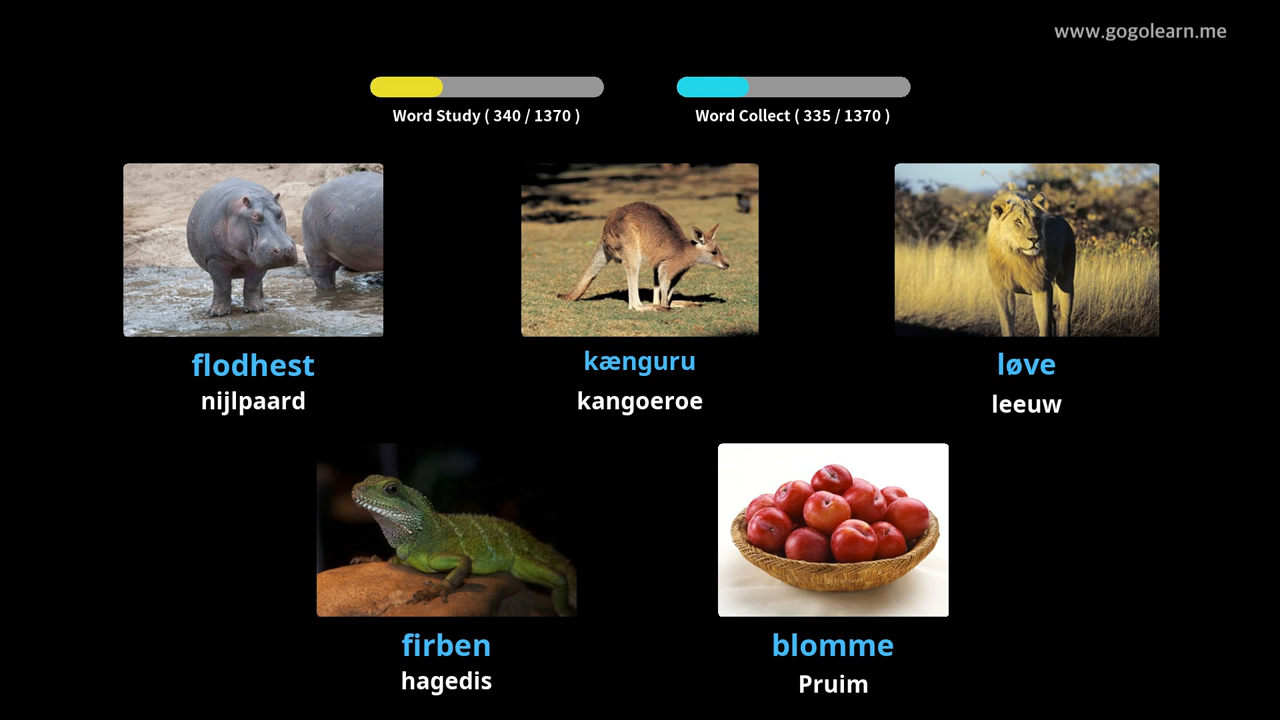 www.gogolearn.me
Word Study ( 340 / 1370 )
Word Collect ( 335 / 1370 )
flodhest
nijlpaard
kænguru
kangoeroe
løve
leeuw
firben
hagedis
blomme
Pruim